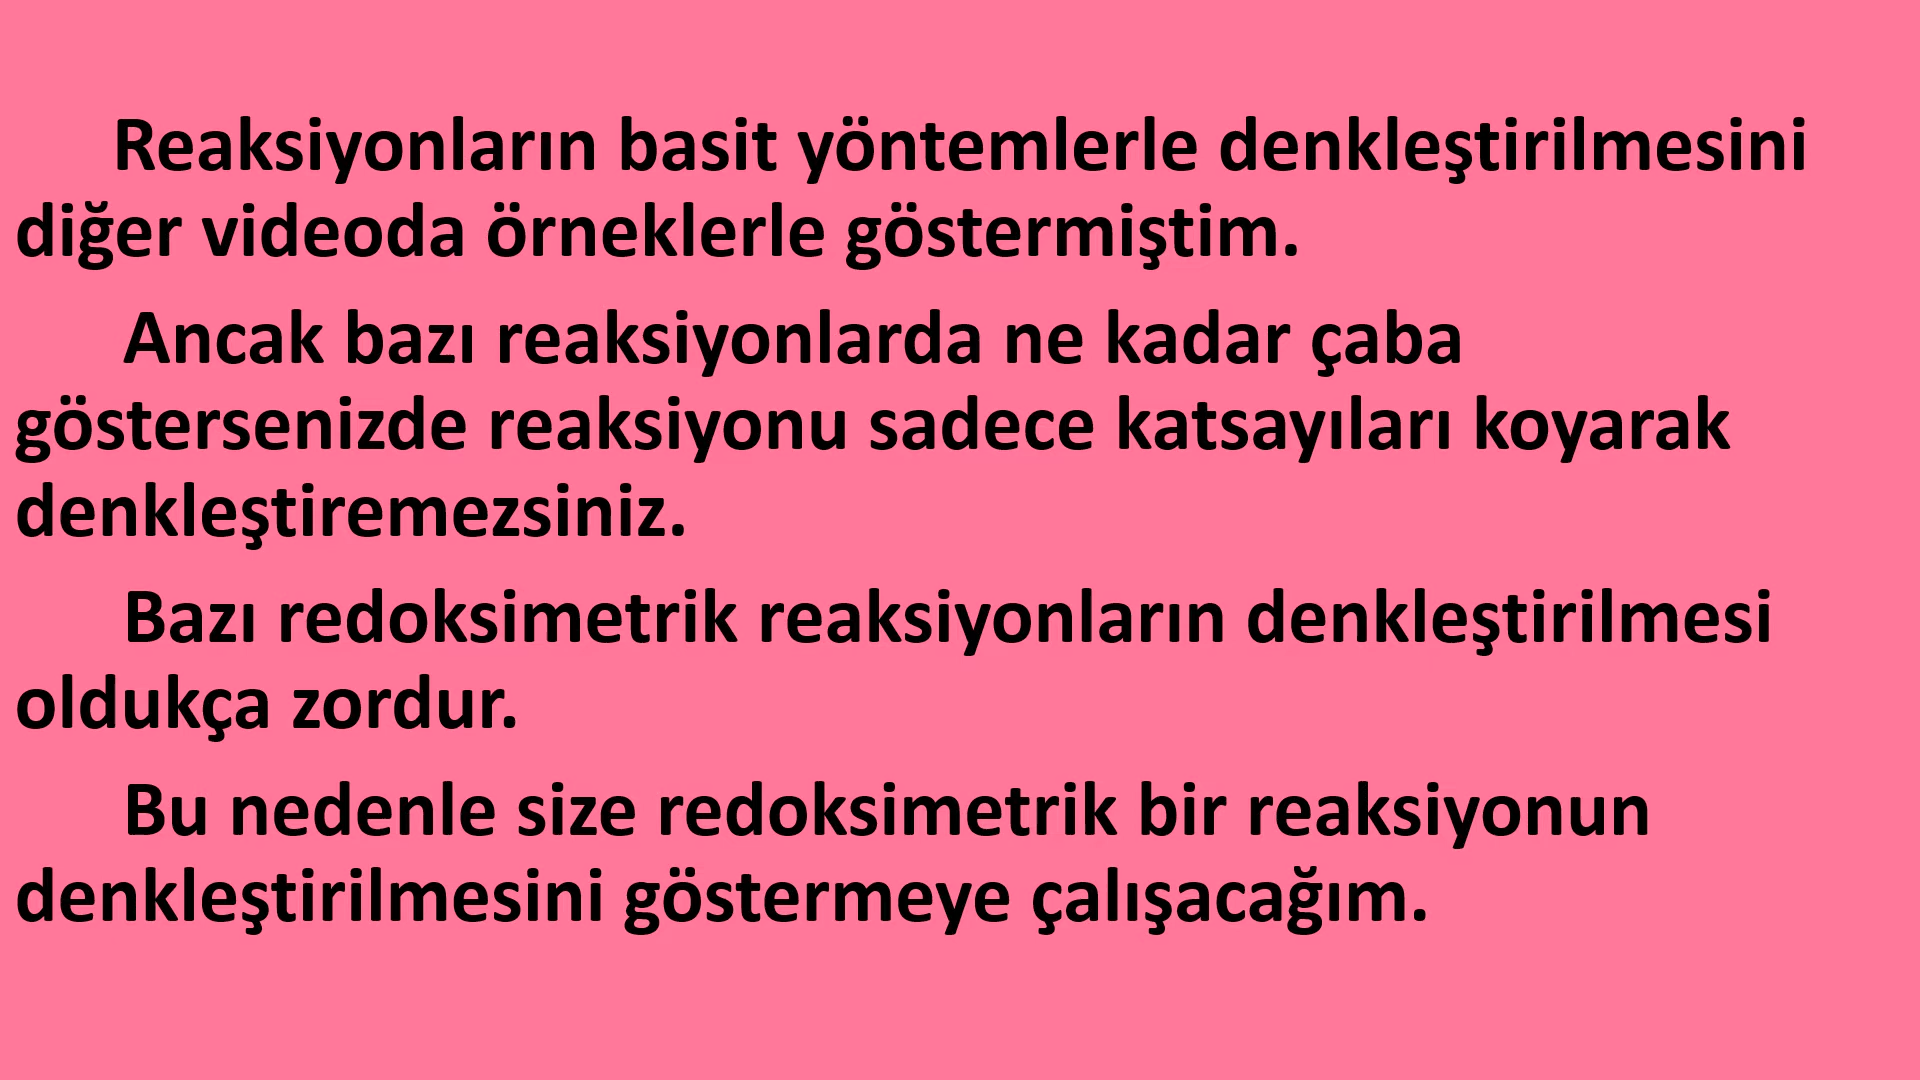 Reaksiyonların basit yöntemlerle denkleştirilmesini
diğer videoda örneklerle göstermiştim.
Ancak bazı reaksiyonlarda ne kadar çaba
göstersenizde reaksiyonu sadece katsayıları koyarak
denkleştiremezsiniz.
Bazı redoksimetrik reaksiyonların denkleştirilmesi
oldukça zordur.
Bu nedenle size redoksimetrik bir reaksiyonun
denkleştirilmesini göstermeye çalışacağım.